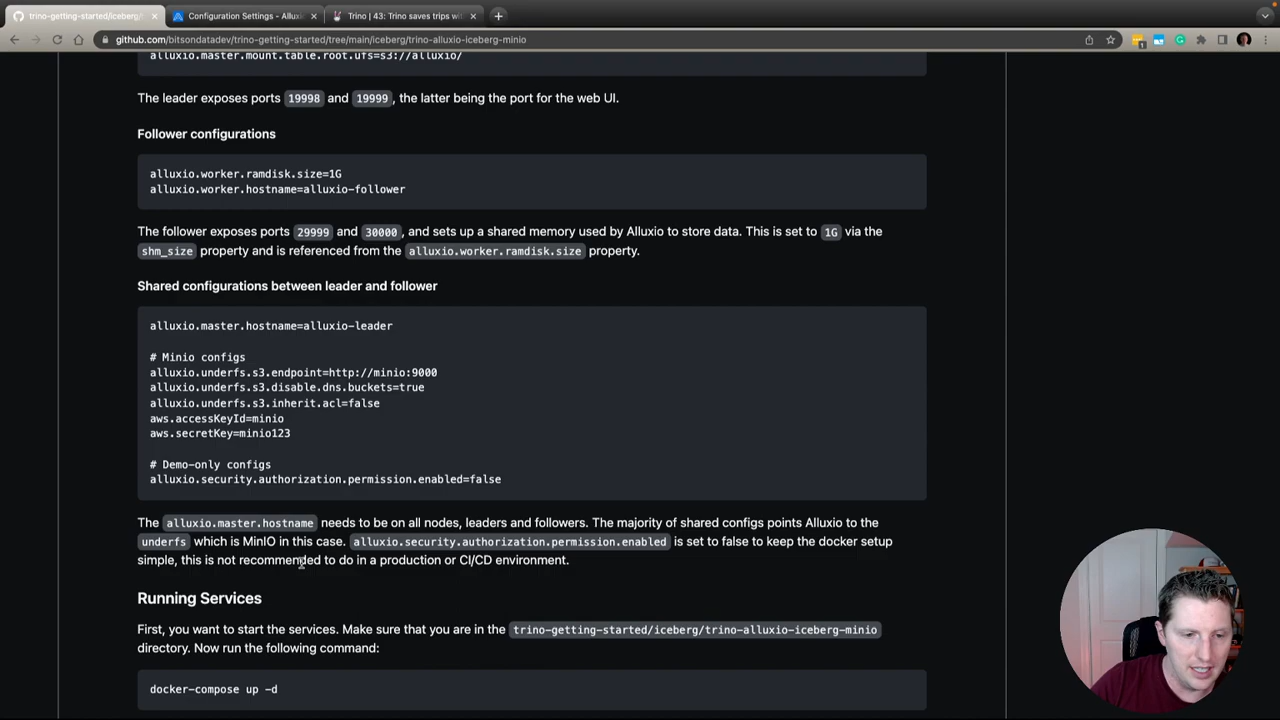 trino-getting-started/iceberg/
Configuration Settings - Alluxi
Trino | 43: Trino saves trips wit
github.com/bitsondatadev/trino-getting-started/tree/main/iceberg/trino-alluxio-iceberg-minio
alluxio.master.mount.table.root.ufs=s3://alluxio/
The leader exposes ports 19998 and 19999, the latter being the port for the web UI.
Follower configurations
alluxio.worker.ramdisk.size=1G
alluxio.worker.hostname=alluxio-follower
The follower exposes ports 29999 and 30000, and sets up a shared memory used by Alluxio to store data. This is set to 1G via the
shm_size property and is referenced from the alluxio.worker.ramdisk.size property.
Shared configurations between leader and follower
alluxio.master.hostname=alluxio-leader
# Minio configs
alluxio.underfs.s3.endpoint=http://minio:9000
alluxio.underfs.s3.disable.dns.buckets=true
alluxio.underfs.s3.inherit.acl=false
aws.accessKeyId=minio
aws.secretKey=minio123
# Demo-only configs
alluxio.security.authorization.permission.enabled=false
The alluxio.master.hostname needs to be on all nodes, leaders and followers. The majority of shared configs points Alluxio to the
underfs which is MinIO in this case. alluxio.security.authorization.permission.enabled is set to false to keep the docker setup
simple, this is not recommended to do in a production or CI/CD environment.
Running Services
First, you want to start the services. Make sure that you are in the trino-getting-started/iceberg/trino-alluxio-iceberg-minio
directory. Now run the following command:
docker-compose up -d